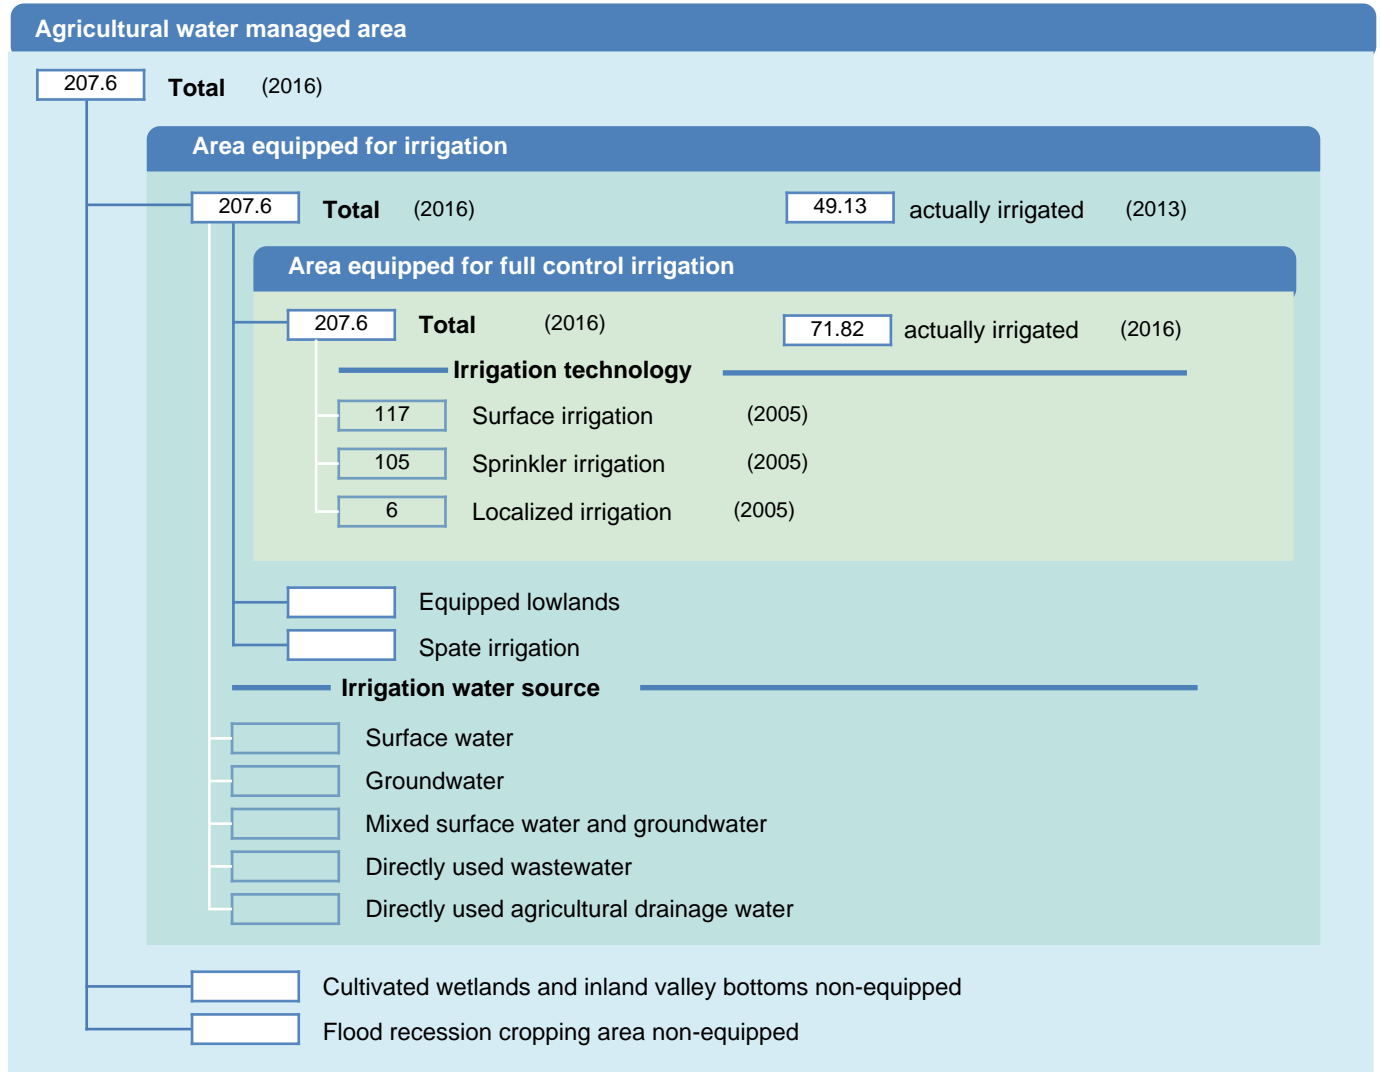 Agricultural water managed area
207.6 Total (2016)
Area equipped for irrigation
207.6 Total (2016) 49.13 actually irrigated (2013)
Area equipped for full control irrigation
207.6 Total (2016) 71.82 actually irrigated (2016)
Irrigation technology
117 Surface irrigation (2005)
105 Sprinkler irrigation (2005)
6 Localized irrigation (2005)
Equipped lowlands
Spate irrigation
Irrigation water source
Surface water
Groundwater
Mixed surface water and groundwater
Directly used wastewater
Directly used agricultural drainage water
Cultivated wetlands and inland valley bottoms non-equipped
Flood recession cropping area non-equipped